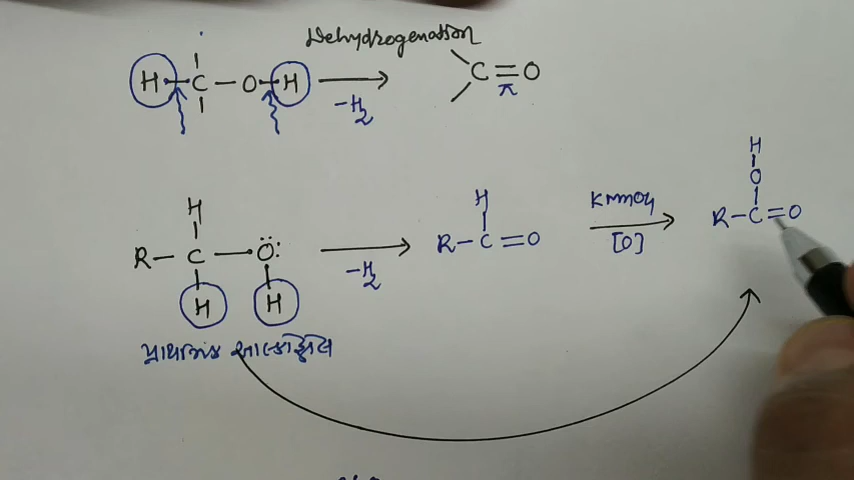 Dehydrogenation
H-C-O-H -H2 C=O
π
H H H
R-C-Ö: -H2 R-C=O KMnO4 [O] R-C=O
H H O
પ્રાથમિક આલ્કોહોલ